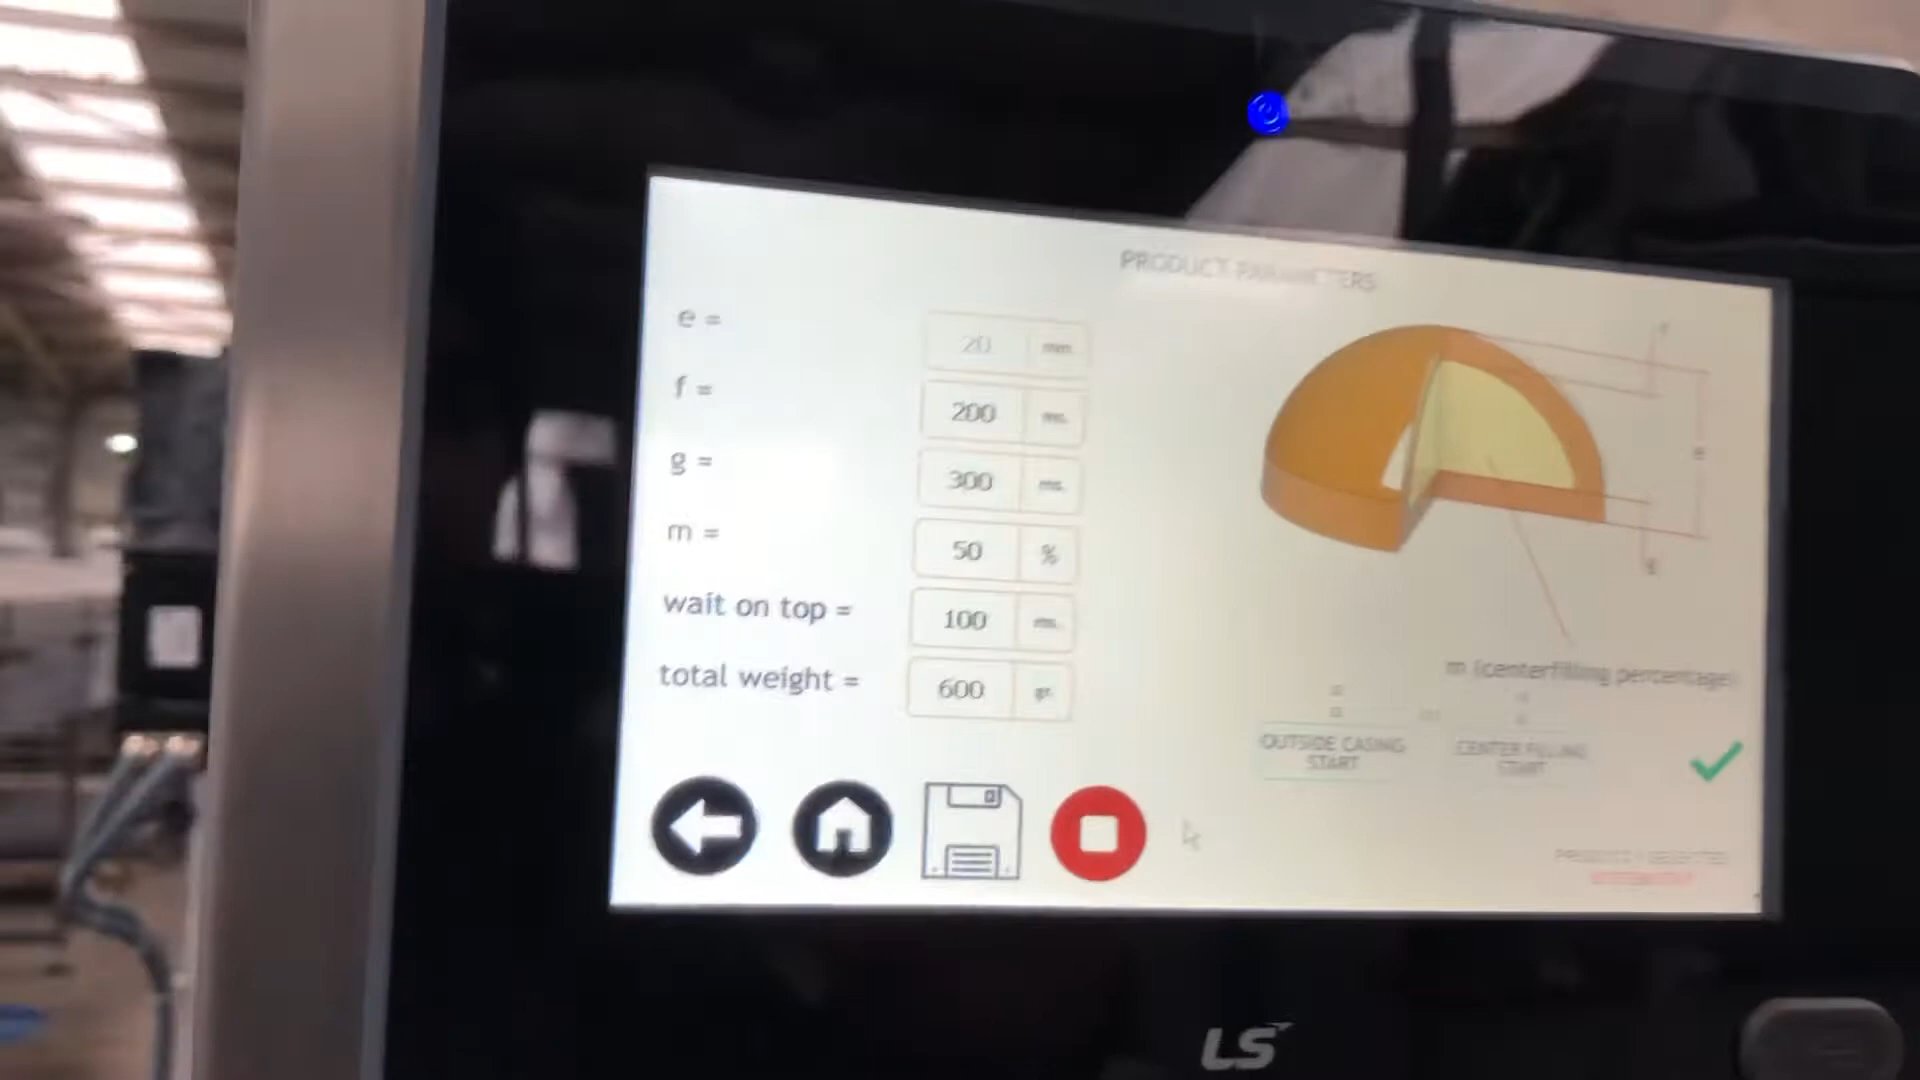 PRODUCT PARAMETERS
e = 20 mm
f = 200 ms.
g = 300 ms.
m = 50 %
wait on top = 100 ms.
total weight = 600 gr.
m (centerfilling percentage)
OUTSIDE CASING
START
CENTER FILLING
START
LS